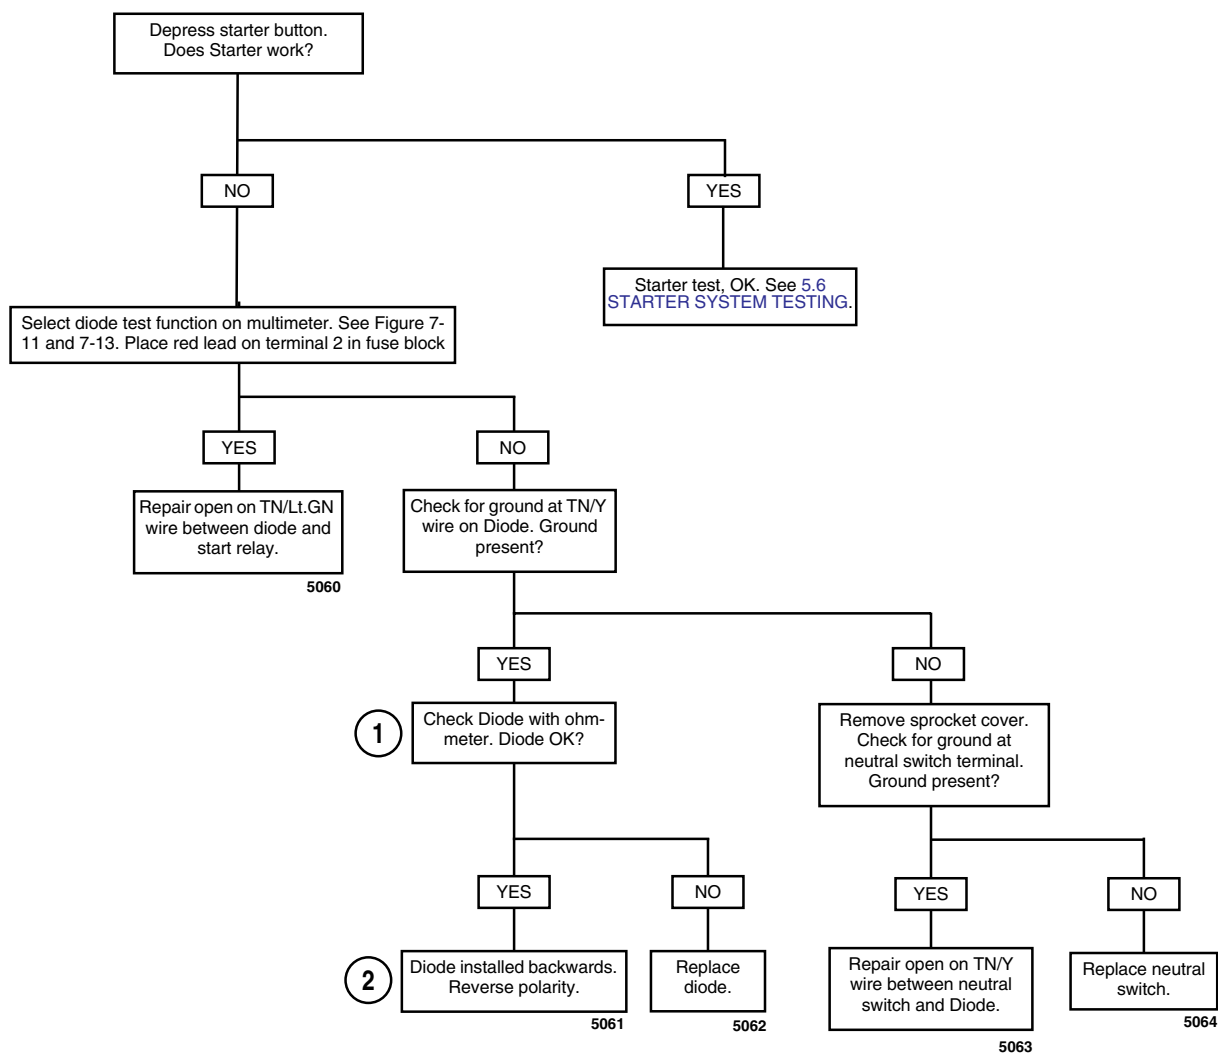 Depress starter button.
Does Starter work?
NO
YES
Starter test, OK. See 5.6
STARTER SYSTEM TESTING.
Select diode test function on multimeter. See Figure 7-
11 and 7-13. Place red lead on terminal 2 in fuse block
YES
NO
Repair open on TN/Lt.GN
wire between diode and
start relay.
5060
Check for ground at TN/Y
wire on Diode. Ground
present?
YES
NO
1
Check Diode with ohm-
meter. Diode OK?
Remove sprocket cover.
Check for ground at
neutral switch terminal.
Ground present?
YES
NO
YES
NO
2
Diode installed backwards.
Reverse polarity.
5061
Replace
diode.
5062
Repair open on TN/Y
wire between neutral
switch and Diode.
5063
Replace neutral
switch.
5064